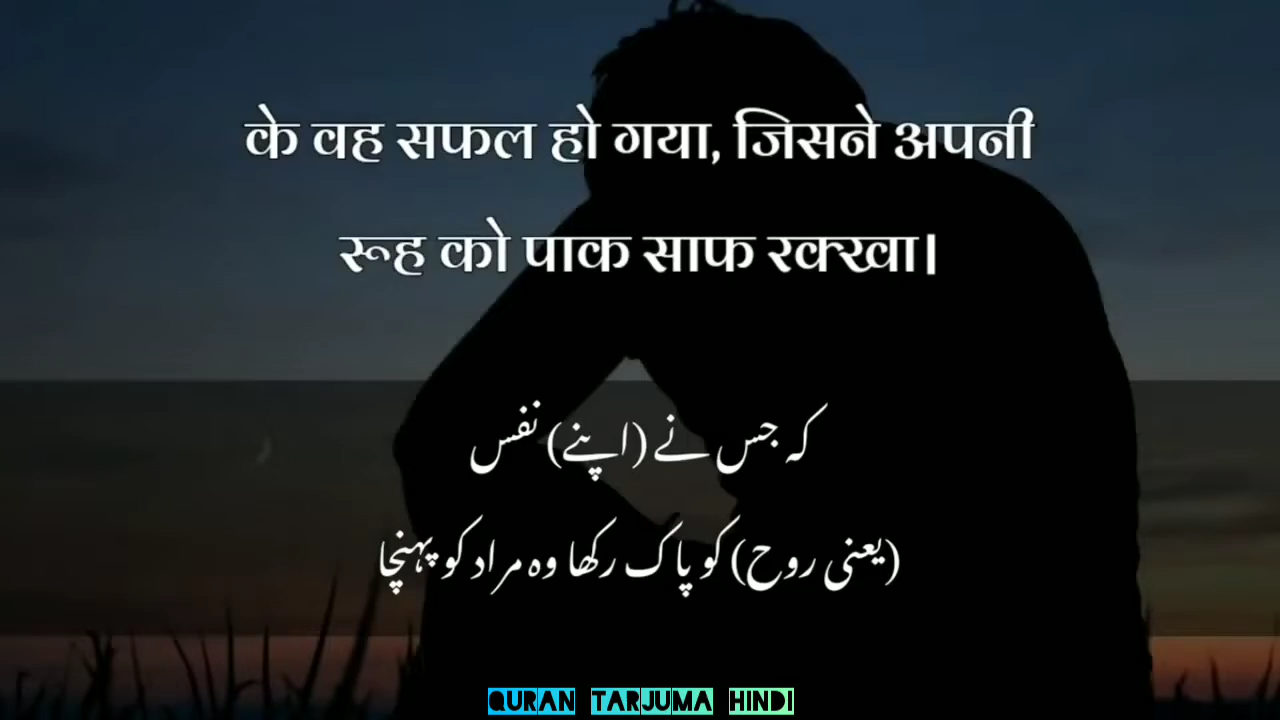 के वह सफल हो गया, जिसने अपनी
रूह को पाक साफ रक्खा।
کہ جس نے (اپنے) نفس
(یعنی روح) کو پاک رکھا وہ مراد کو پہنچا
QURAN TARJUMA HINDI